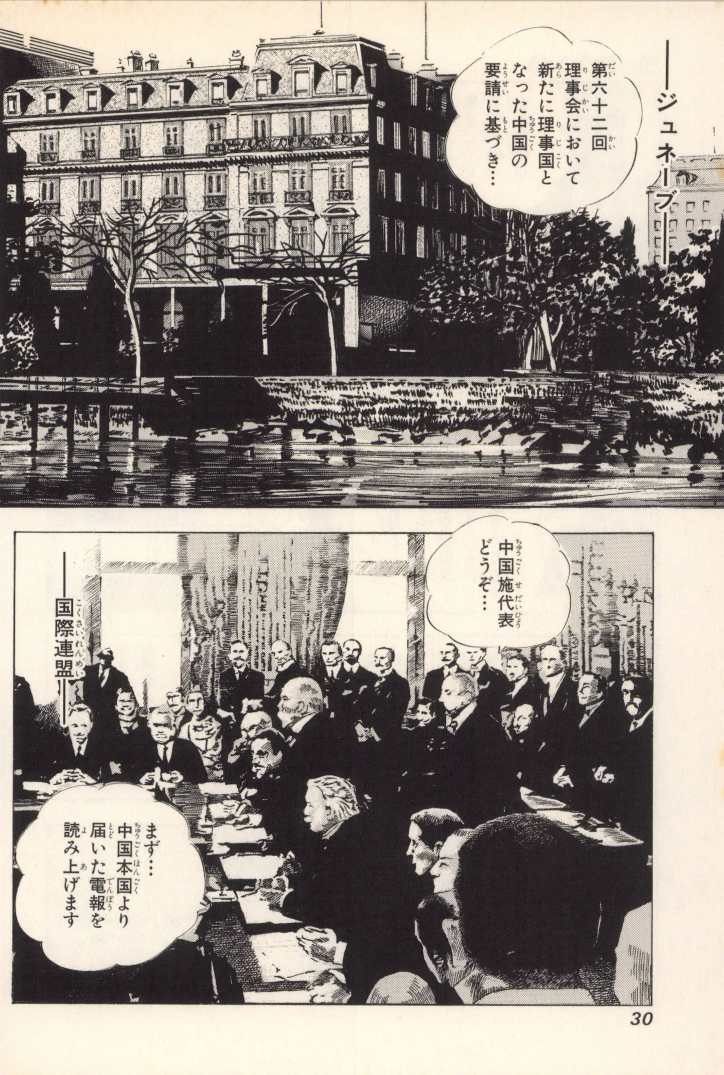 ――ジュネーブ――
第六十二回
理事会において
新たに理事国と
なった中国の
要請に基づき…
中国施代表
どうぞ…
――国際連盟――
まず…
中国本国より
届いた電報を
読み上げます
30